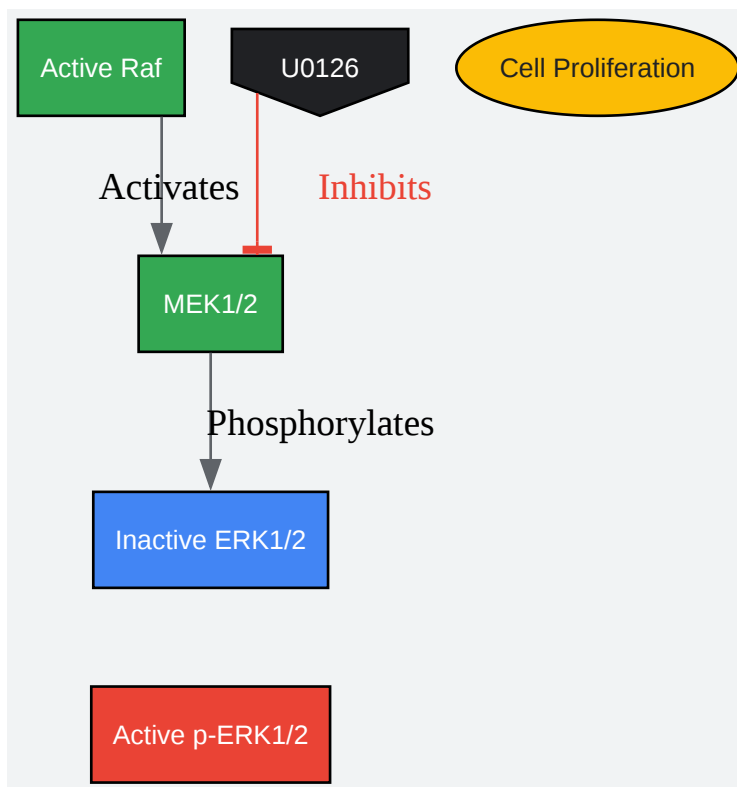 Active Raf
U0126
Cell Proliferation
Activates
Inhibits
MEK1/2
Phosphorylates
Inactive ERK1/2
Active p-ERK1/2